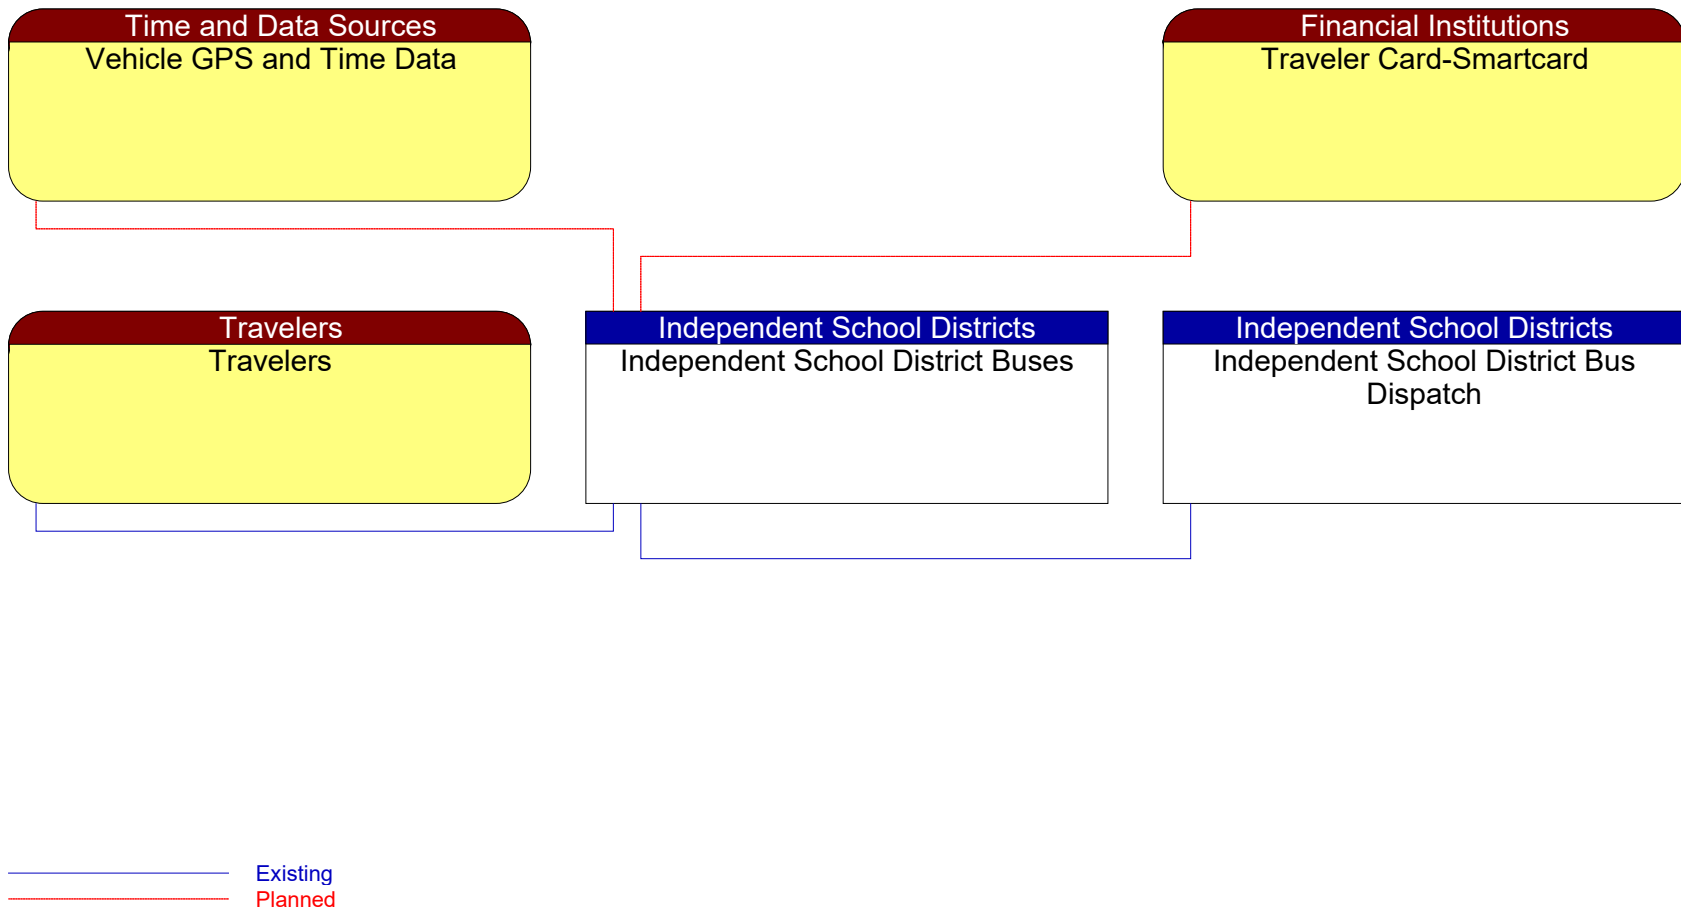 Time and Data Sources
Vehicle GPS and Time Data
Financial Institutions
Traveler Card-Smartcard
Travelers
Travelers
Independent School Districts
Independent School District Buses
Independent School Districts
Independent School District Bus
Dispatch
Existing
Planned